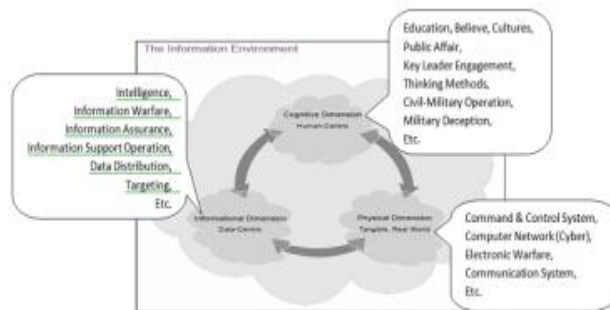 The Information Environment
Education, Believe, Cultures,
Public Affair,
Key Leader Engagement,
Thinking Methods,
Civil-Military Operation,
Military Deception,
Etc.
Intelligence,
Information Warfare,
Information Assurance,
Information Support Operation,
Data Distribution,
Targeting,
Etc.
Cognitive Dimension
Human-Centric
Informational Dimension
Data-Centric
Physical Dimension
Tangible, Real World
Command & Control System,
Computer Network (Cyber),
Electronic Warfare,
Communication System,
Etc.